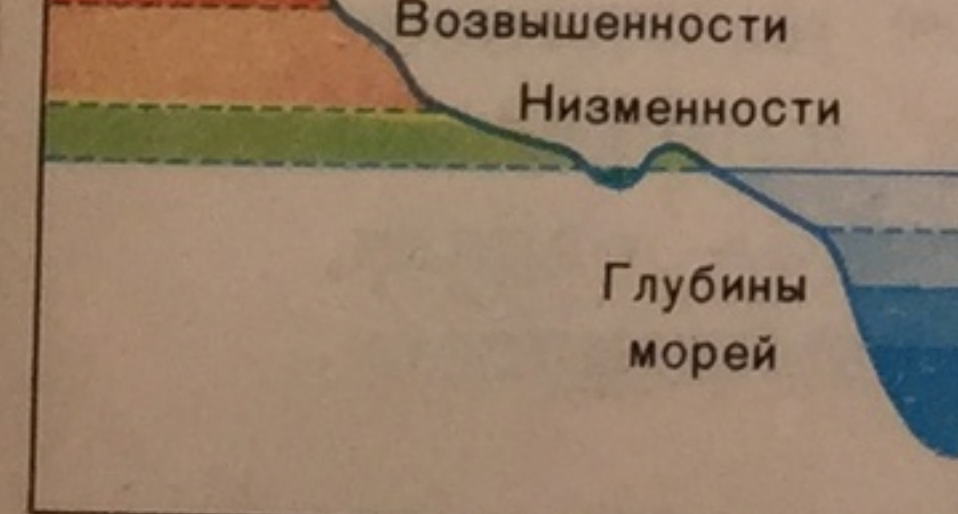 Возвышенности
Низменности
Глубины
морей